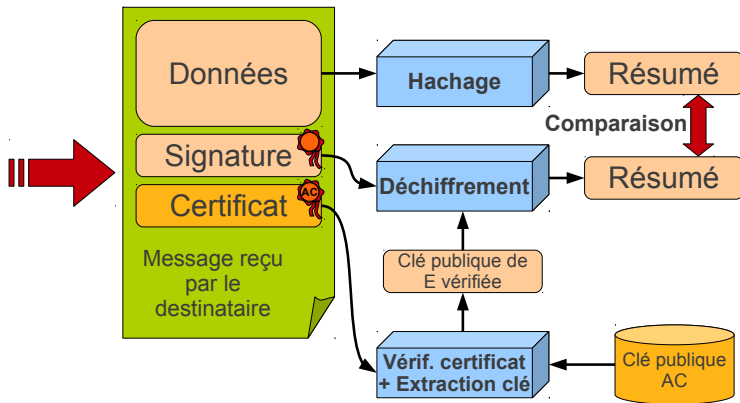 Données
Hachage
Résumé
Comparaison
Signature
Déchiffrement
Résumé
AC
Certificat
Message reçu
par le
destinataire
Clé publique de
E vérifiée
Vérif. certificat
+ Extraction clé
Clé publique
AC